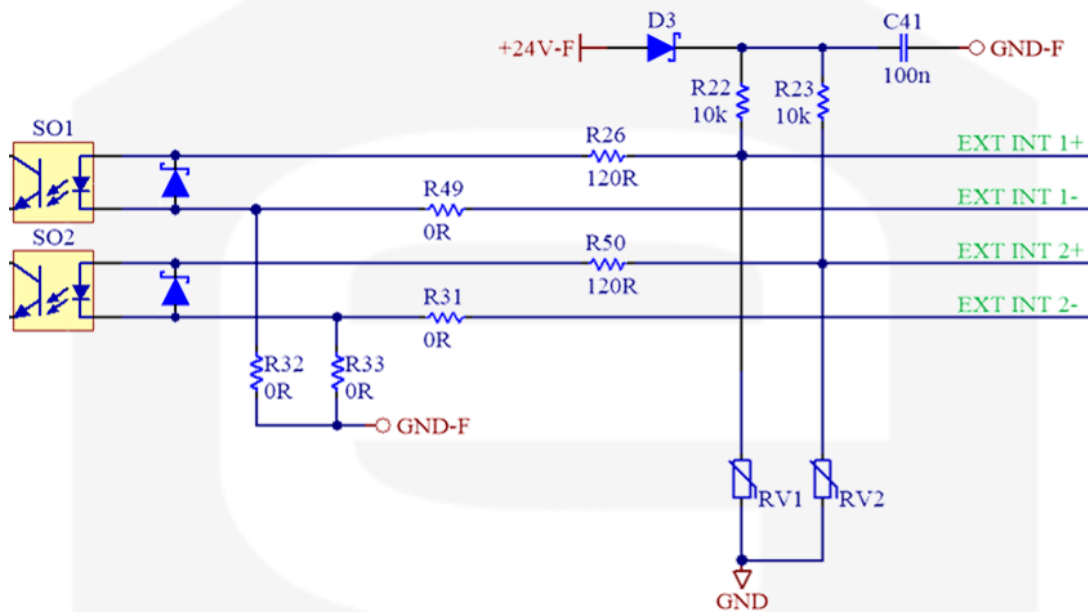 D3
C41
+24V-F
GND-F
100n
R22
10k
R23
10k
SO1
R26
120R
EXT INT 1+
R49
0R
EXT INT 1-
SO2
R50
120R
EXT INT 2+
R31
0R
EXT INT 2-
R32
0R
R33
0R
GND-F
RV1
RV2
GND